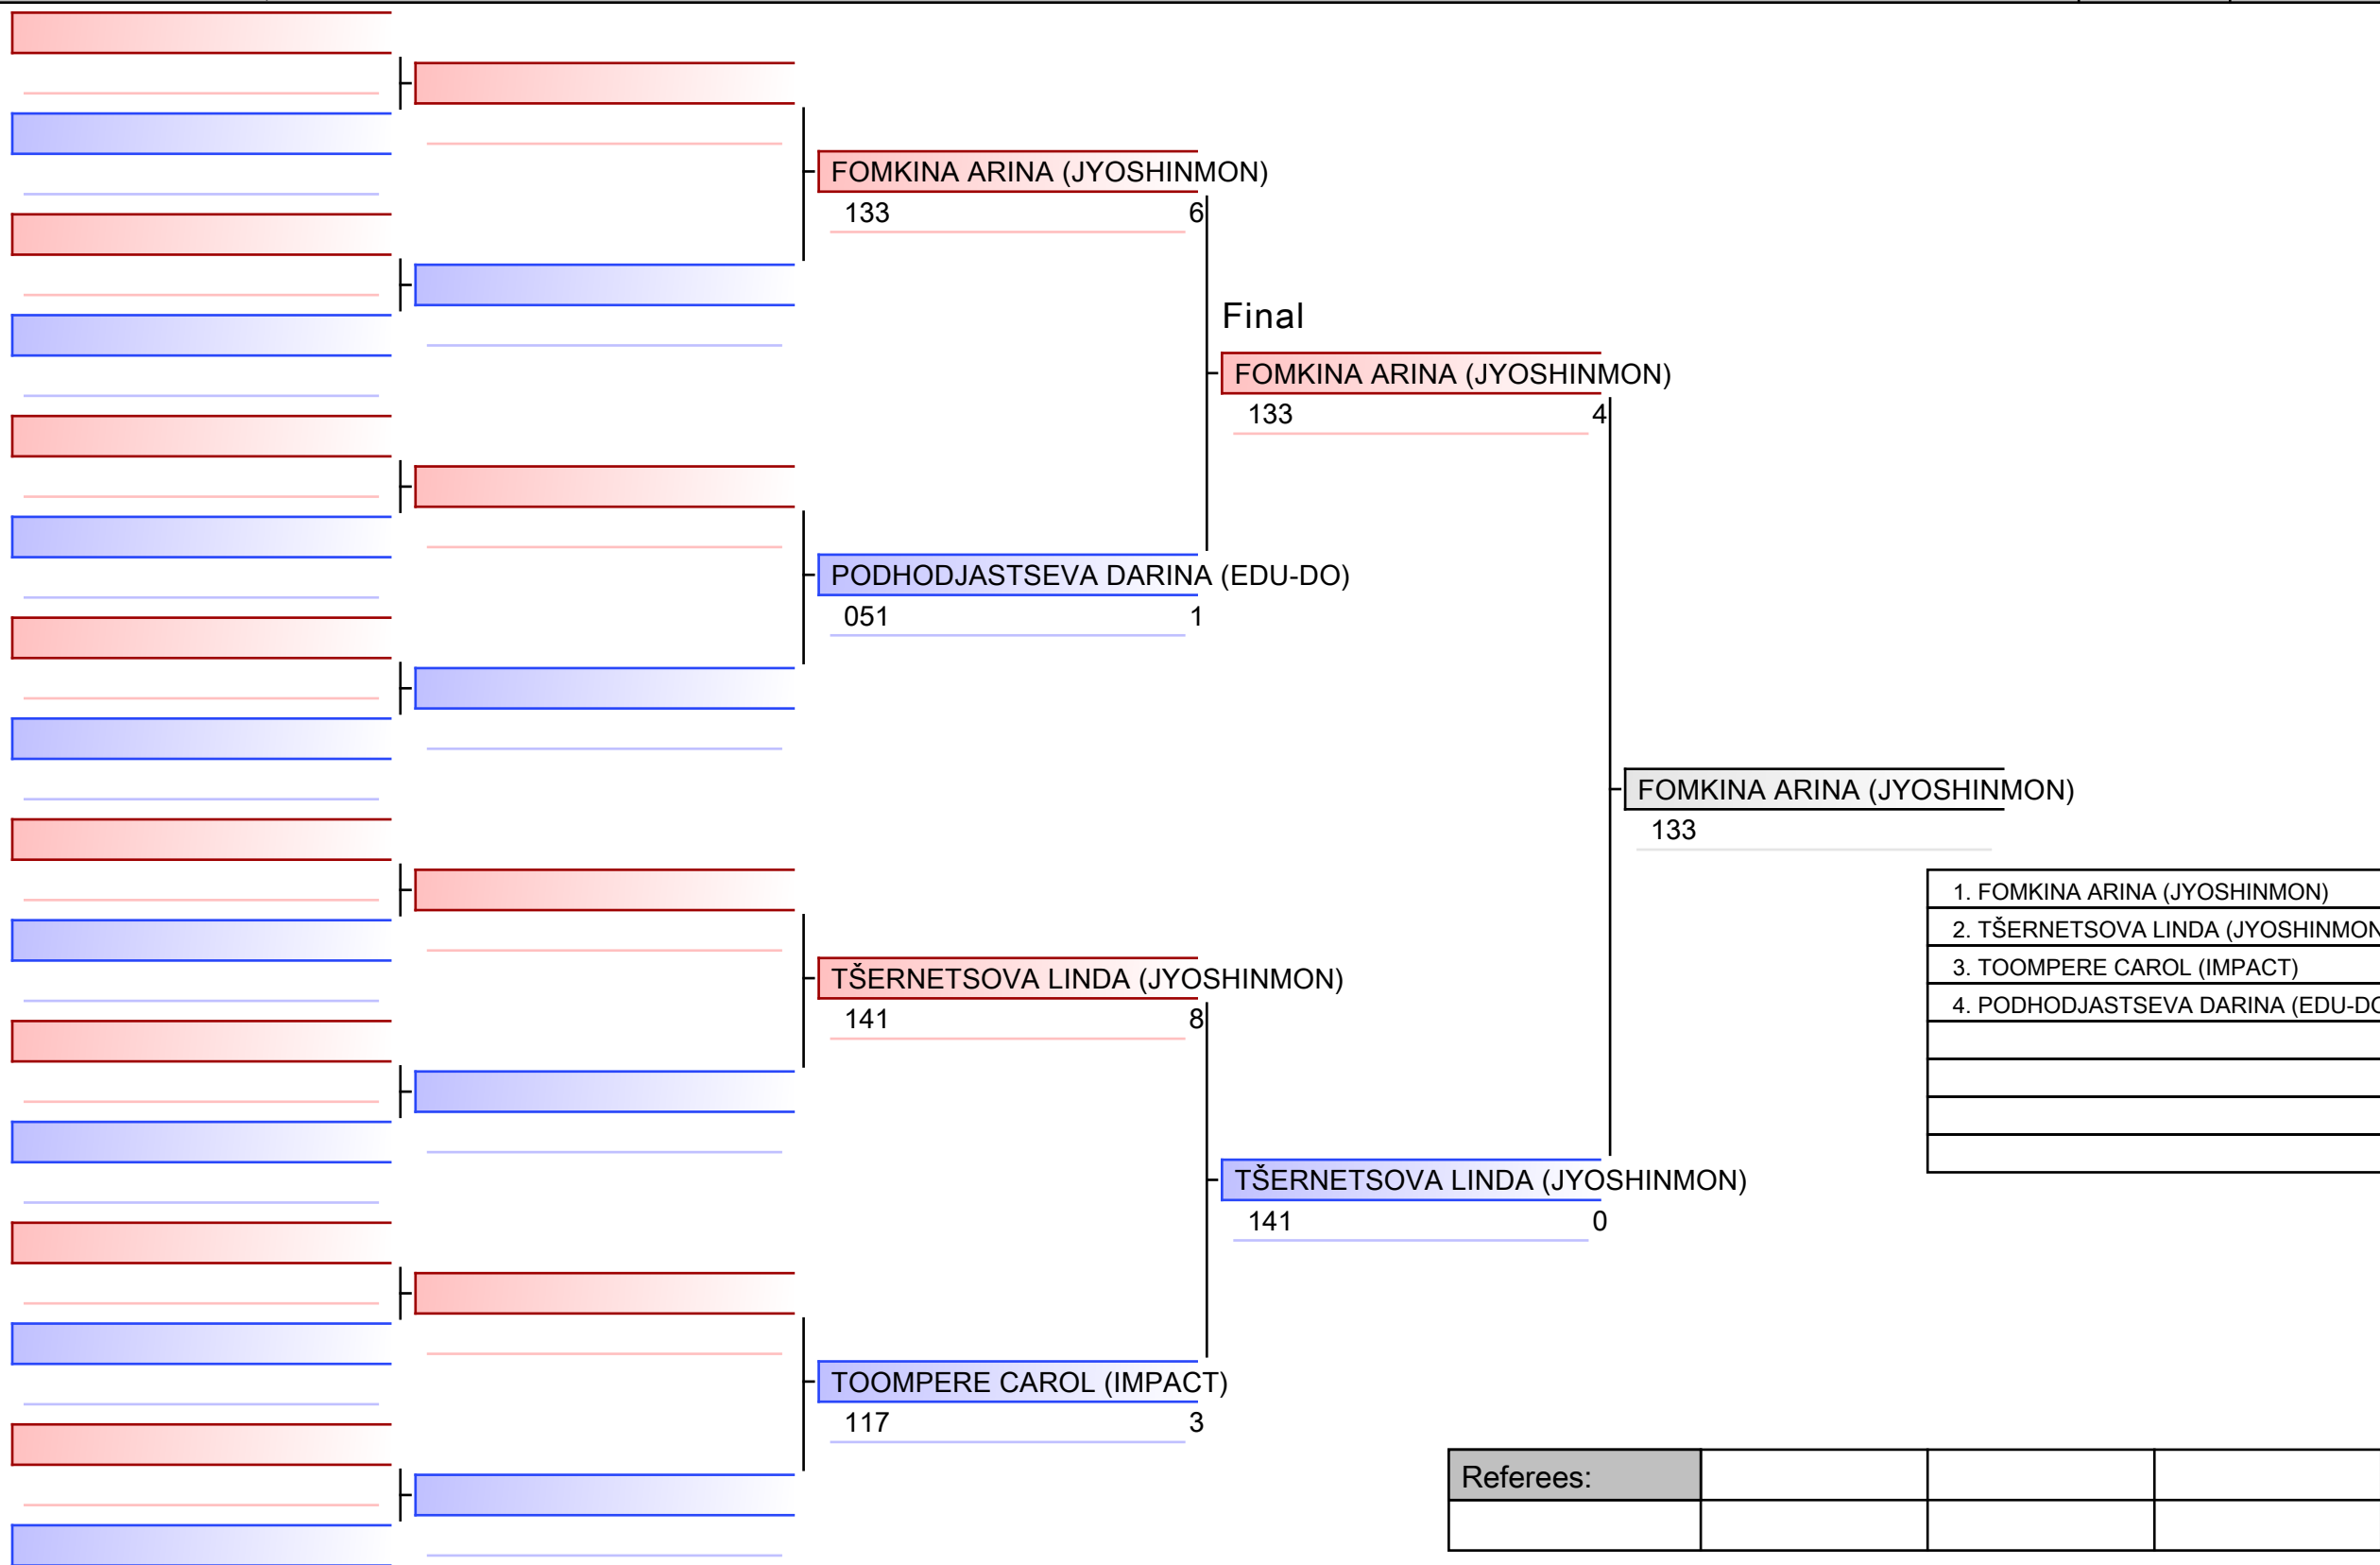 FOMKINA ARINA (JYOSHINMON)
133 6
Final
FOMKINA ARINA (JYOSHINMON)
133 4
PODHODJASTSEVA DARINA (EDU-DO)
051 1
FOMKINA ARINA (JYOSHINMON)
133
1. FOMKINA ARINA (JYOSHINMON)
2. TŠERNETSOVA LINDA (JYOSHINMON
3. TOOMPERE CAROL (IMPACT)
4. PODHODJASTSEVA DARINA (EDU-DO
TŠERNETSOVA LINDA (JYOSHINMON)
141 8
TŠERNETSOVA LINDA (JYOSHINMON)
141 0
TOOMPERE CAROL (IMPACT)
117 3
Referees: